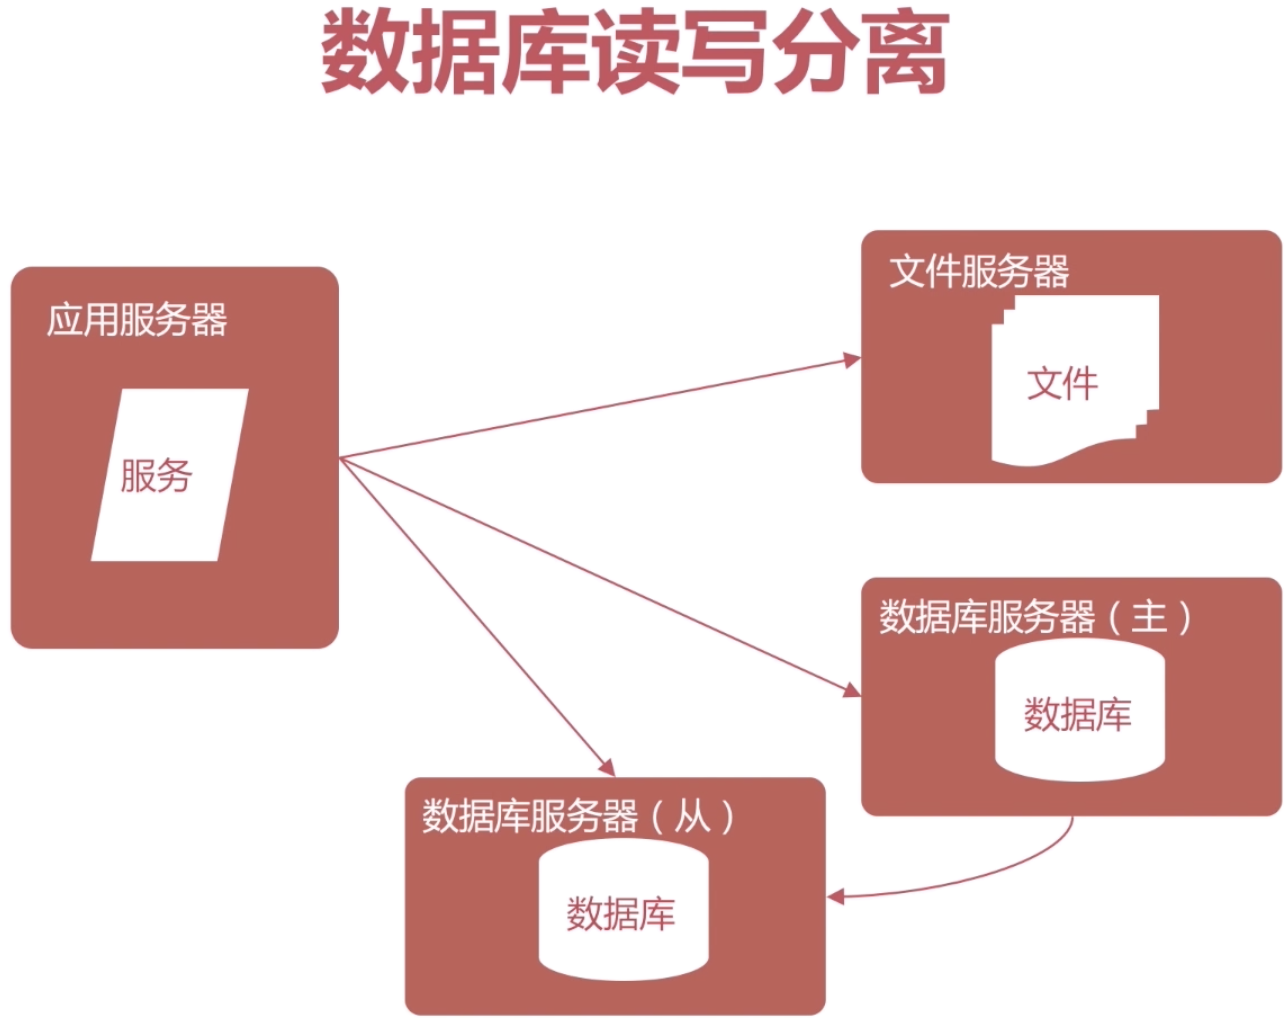 数据库读写分离
应用服务器
服务
文件服务器
文件
数据库服务器（主）
数据库
数据库服务器（从）
数据库